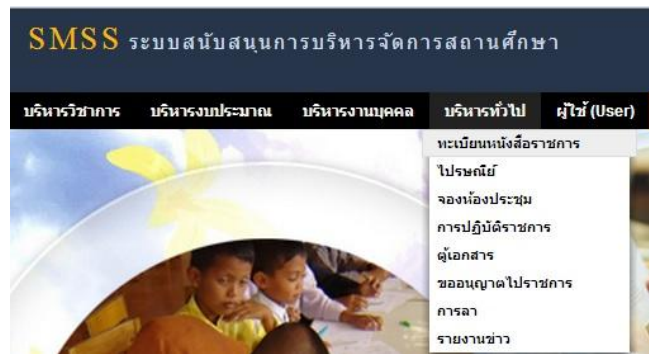 SMSS ระบบสนับสนุนการบริหารจัดการสถานศึกษา
บริหารวิชาการ บริหารงบประมาณ บริหารงานบุคคล บริหารทั่วไป ผู้ใช้ (User)
ทะเบียนหนังสือราชการ
ไปรษณีย์
จองห้องประชุม
การปฏิบัติราชการ
ตู้เอกสาร
ขออนุญาตไปราชการ
การลา
รายงานข่าว